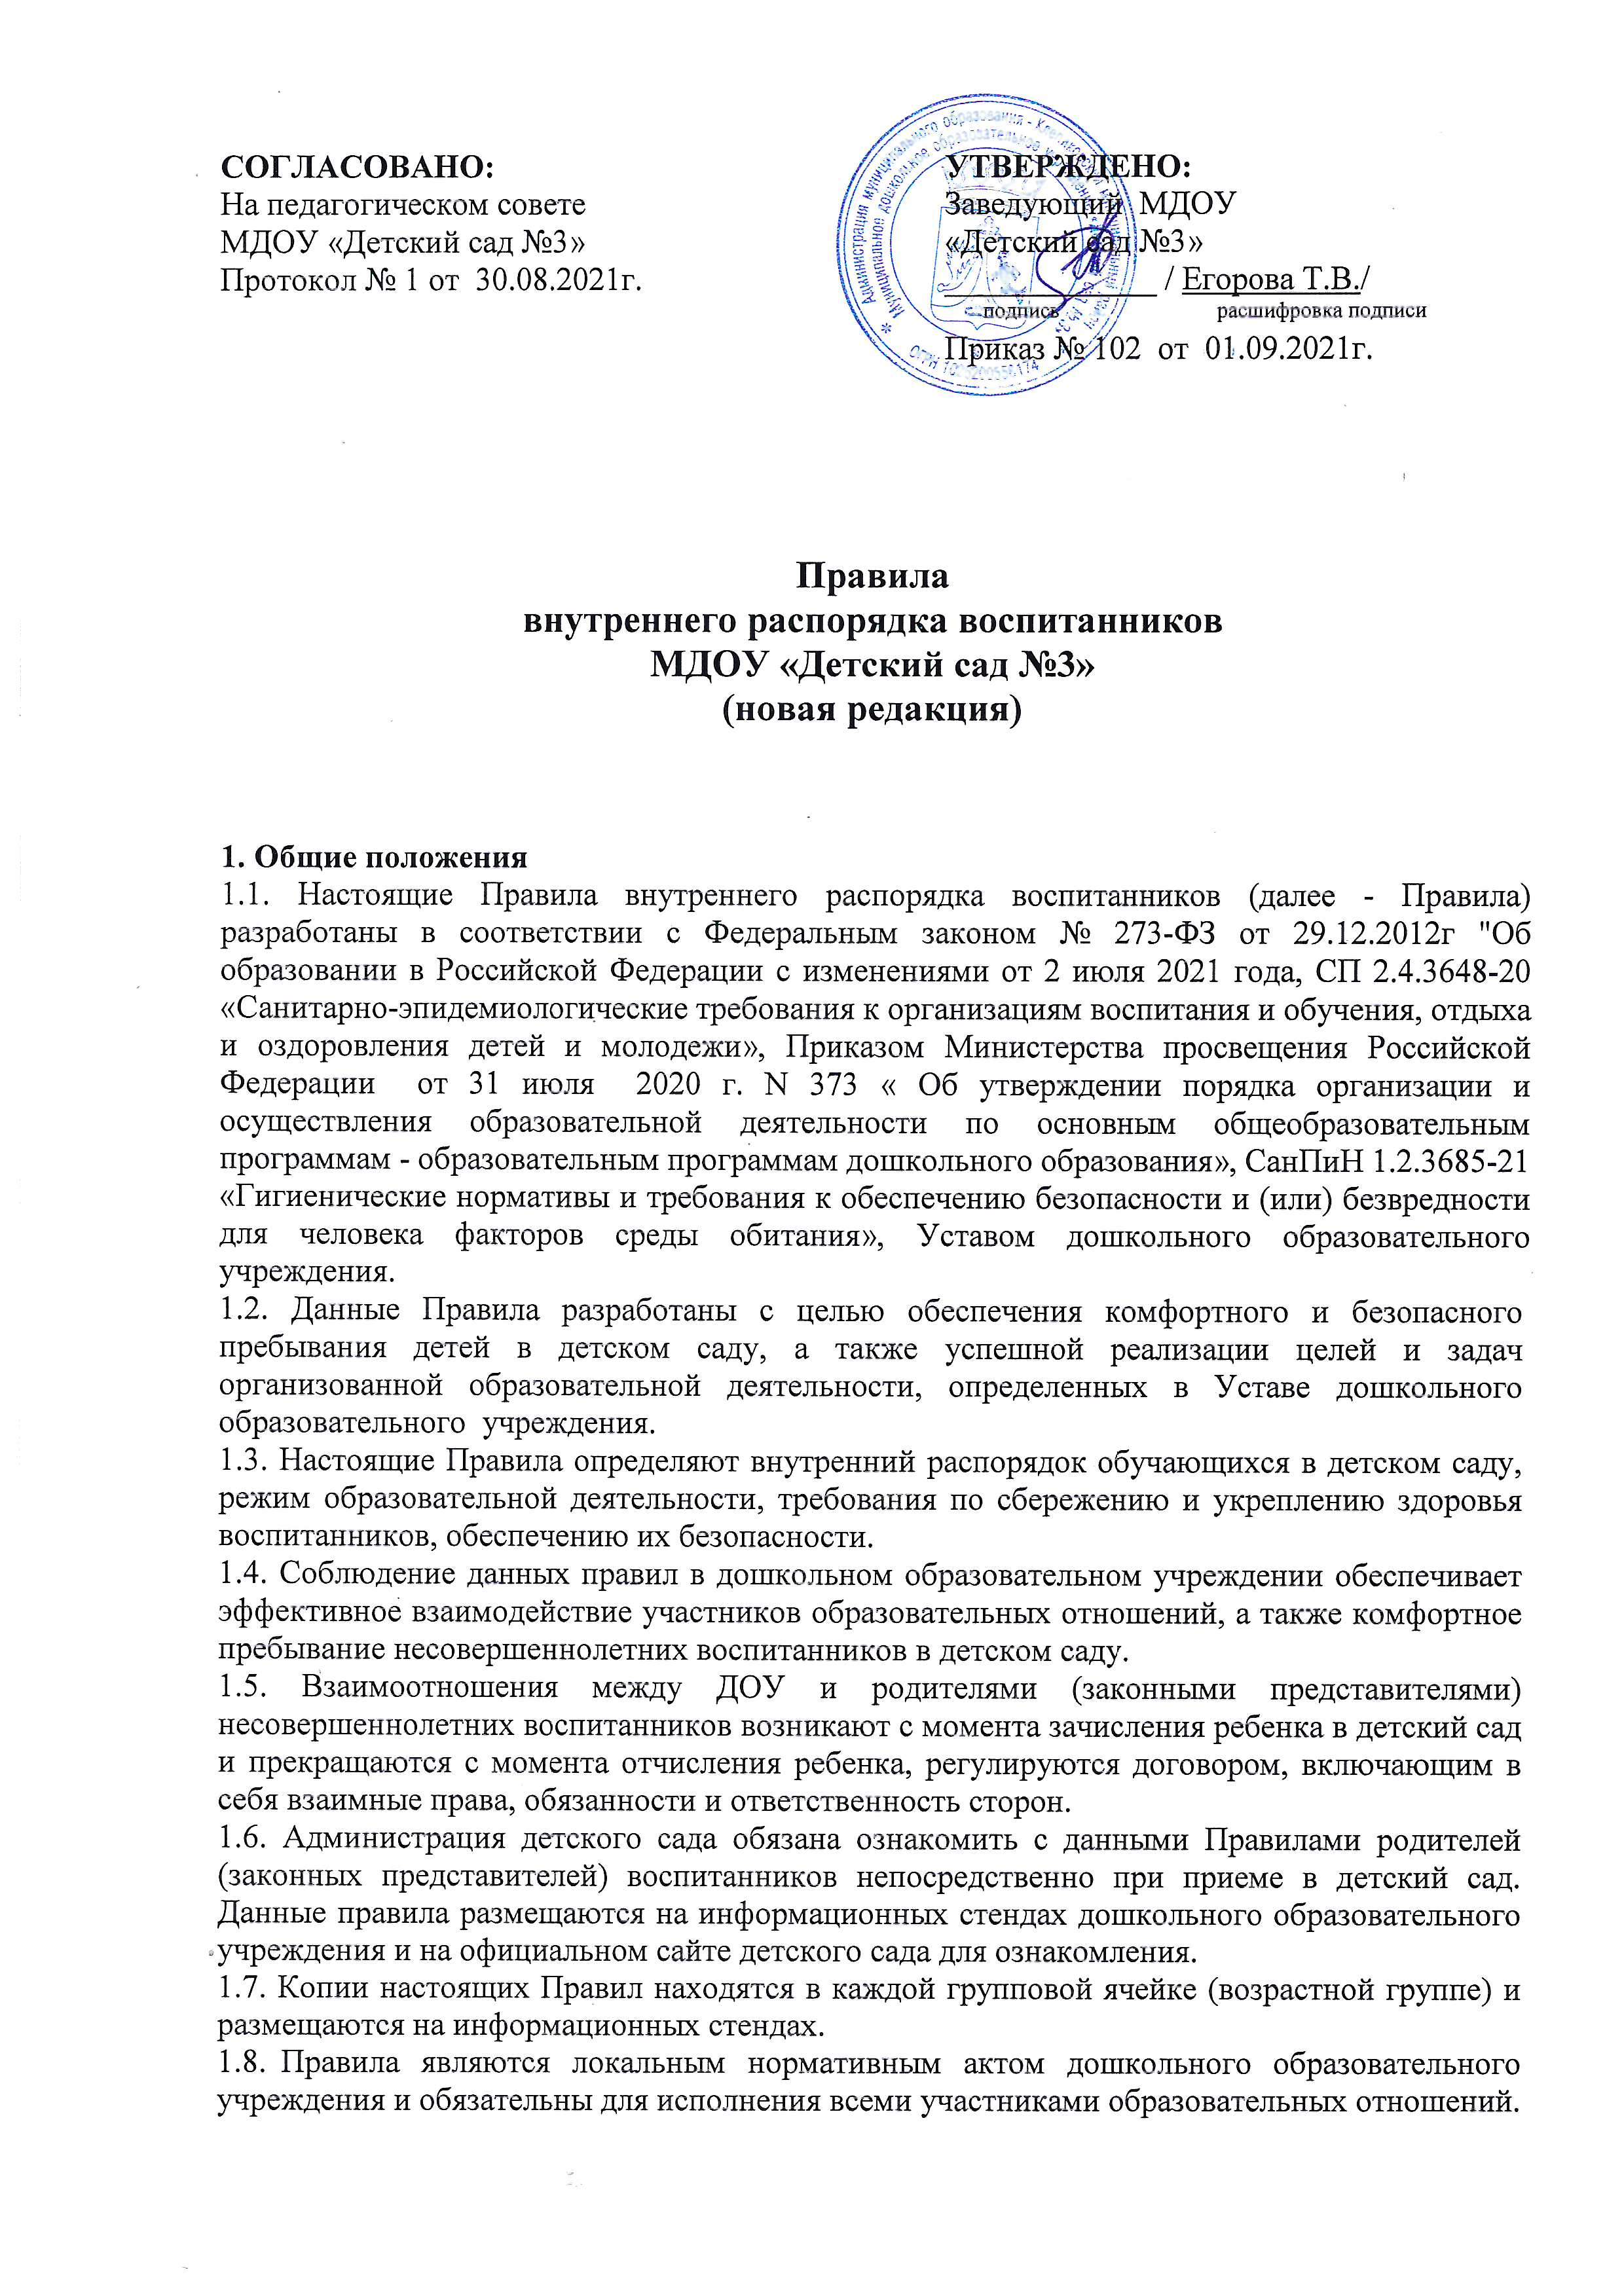 СОГЛАСОВАНО:
На педагогическом совете
МДОУ «Детский сад №3»
Протокол № 1 от 30.08.2021г.
УТВЕРЖДЕНО:
Заведующий МДОУ
«Детский сад №3»
/ Егорова Т.В./
подпись расшифровка подписи
Приказ № 102 от 01.09.2021г.
Администрация муниципального образования -
Муниципальное дошкольное образовательное
ОГРН
Правила
внутреннего распорядка воспитанников
МДОУ «Детский сад №3»
(новая редакция)
1. Общие положения
1.1. Настоящие Правила внутреннего распорядка воспитанников (далее - Правила)
разработаны в соответствии с Федеральным законом № 273-ФЗ от 29.12.2012г "Об
образовании в Российской Федерации с изменениями от 2 июля 2021 года, СП 2.4.3648-20
«Санитарно-эпидемиологические требования к организациям воспитания и обучения, отдыха
и оздоровления детей и молодежи», Приказом Министерства просвещения Российской
Федерации от 31 июля 2020 г. N 373 « Об утверждении порядка организации и
осуществления образовательной деятельности по основным общеобразовательным
программам - образовательным программам дошкольного образования», СанПиН 1.2.3685-21
«Гигиенические нормативы и требования к обеспечению безопасности и (или) безвредности
для человека факторов среды обитания», Уставом дошкольного образовательного
учреждения.
1.2. Данные Правила разработаны с целью обеспечения комфортного и безопасного
пребывания детей в детском саду, а также успешной реализации целей и задач
организованной образовательной деятельности, определенных в Уставе дошкольного
образовательного учреждения.
1.3. Настоящие Правила определяют внутренний распорядок обучающихся в детском саду,
режим образовательной деятельности, требования по сбережению и укреплению здоровья
воспитанников, обеспечению их безопасности.
1.4. Соблюдение данных правил в дошкольном образовательном учреждении обеспечивает
эффективное взаимодействие участников образовательных отношений, а также комфортное
пребывание несовершеннолетних воспитанников в детском саду.
1.5. Взаимоотношения между ДОУ и родителями (законными представителями)
несовершеннолетних воспитанников возникают с момента зачисления ребенка в детский сад
и прекращаются с момента отчисления ребенка, регулируются договором, включающим в
себя взаимные права, обязанности и ответственность сторон.
1.6. Администрация детского сада обязана ознакомить с данными Правилами родителей
(законных представителей) воспитанников непосредственно при приеме в детский сад.
Данные правила размещаются на информационных стендах дошкольного образовательного
учреждения и на официальном сайте детского сада для ознакомления.
1.7. Копии настоящих Правил находятся в каждой групповой ячейке (возрастной группе) и
размещаются на информационных стендах.
1.8. Правила являются локальным нормативным актом дошкольного образовательного
учреждения и обязательны для исполнения всеми участниками образовательных отношений.